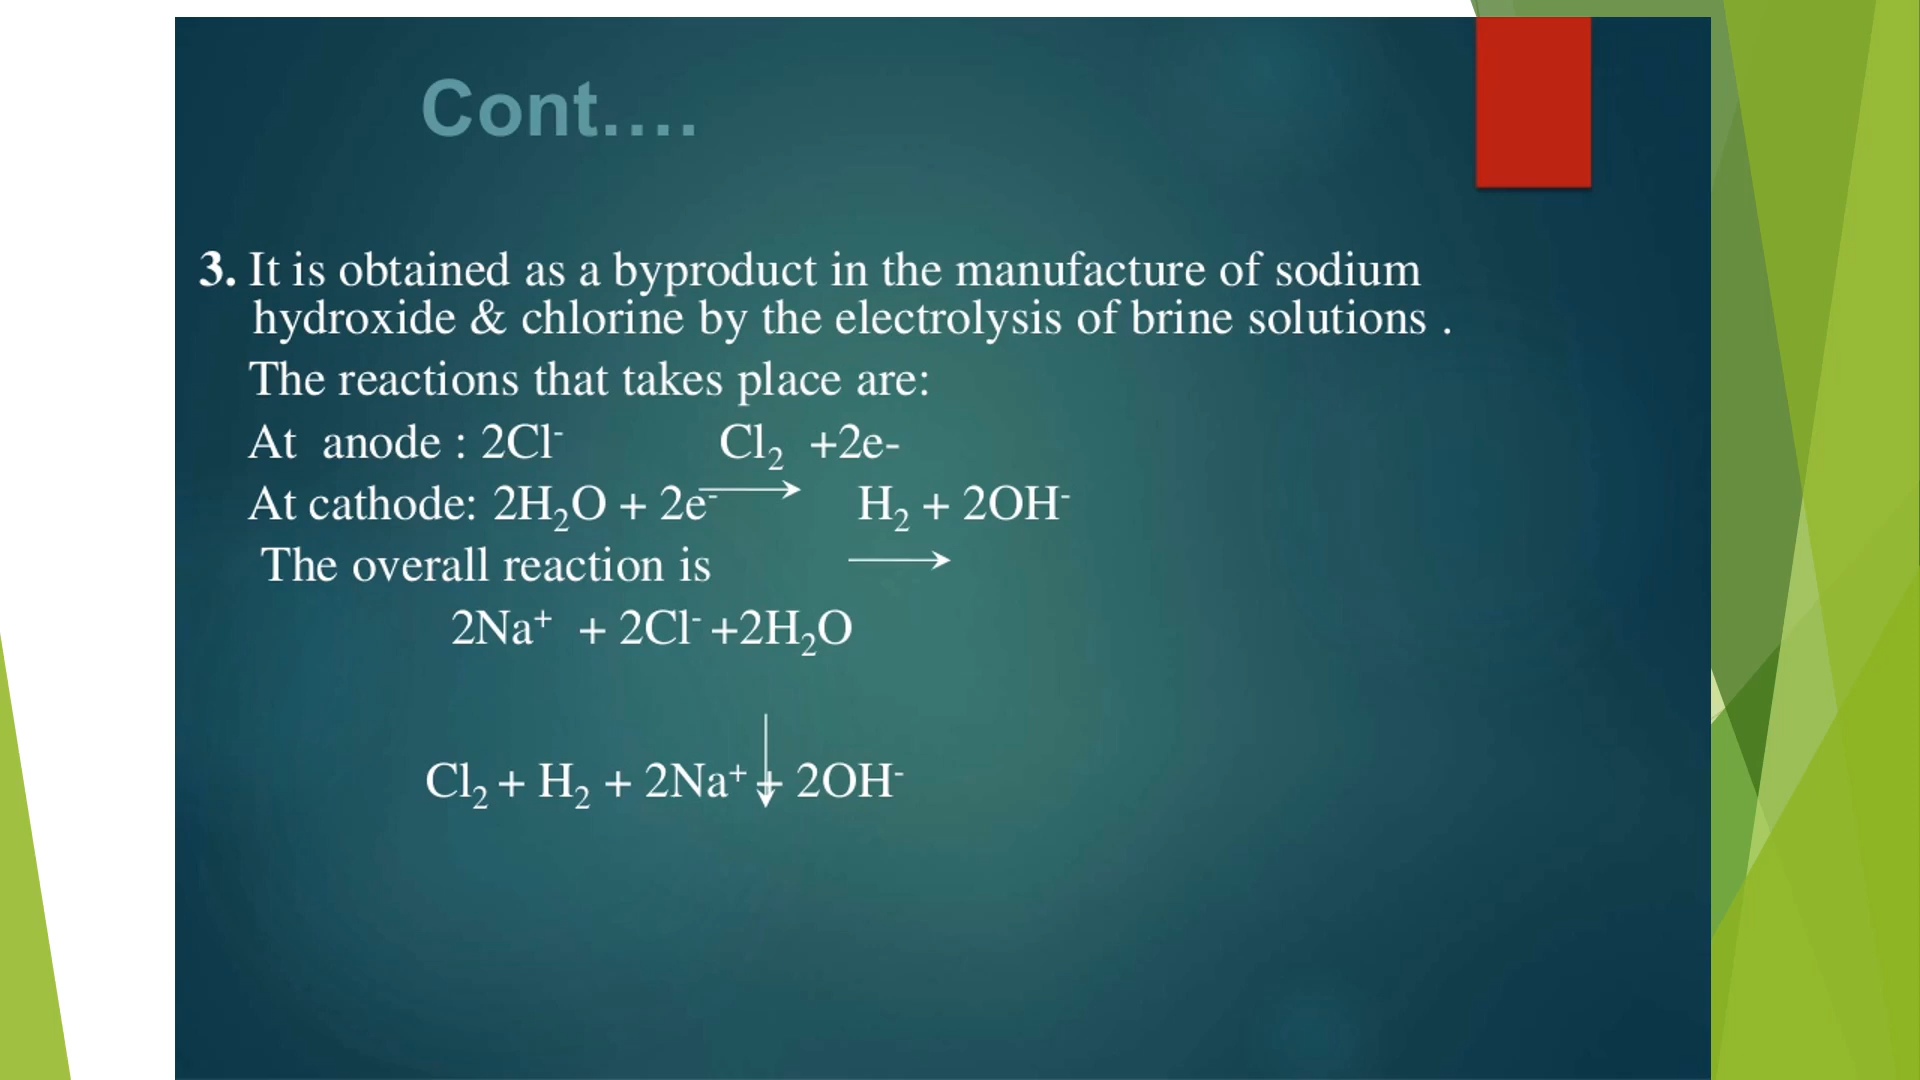 Cont....
3. It is obtained as a byproduct in the manufacture of sodium
hydroxide & chlorine by the electrolysis of brine solutions .
The reactions that takes place are:
At anode : 2Cl⁻ Cl₂ +2e-
At cathode: 2H₂O + 2e⁻ → H₂ + 2OH⁻
The overall reaction is →
2Na⁺ + 2Cl⁻ +2H₂O
↓
Cl₂ + H₂ + 2Na⁺ + 2OH⁻